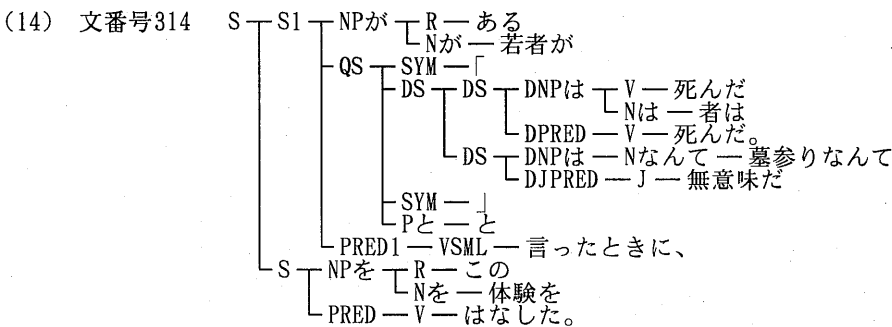 (14) 文番号314 S S1 NPが R ある
Nが 若者が
QS SYM 「
DS DS DNPは V 死んだ
Nは 者は
DPRED V 死んだ。
DS DNPは Nなんて 墓参りなんて
DJPRED J 無意味だ
SYM 」
Pと と
PRED1 VSML 言ったときに、
S NPを R この
Nを 体験を
PRED V はなした。